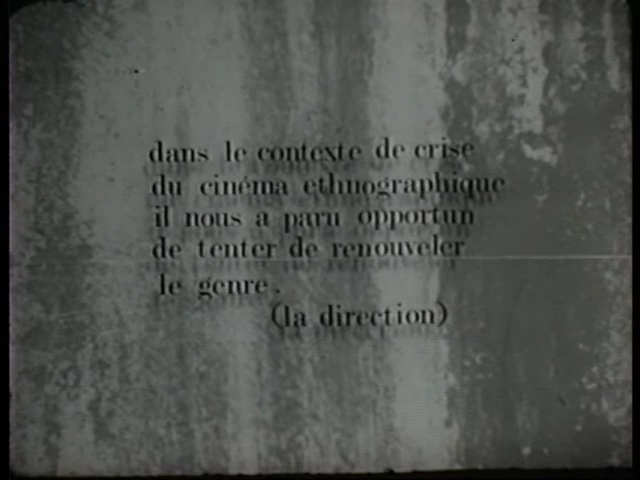 dans le contexte de crise
du cinéma ethnographique
il nous a paru opportun
de tenter de renouveler
le genre.
(la direction)